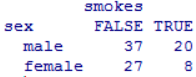 smokes
sex FALSE TRUE
male 37 20
female 27 8